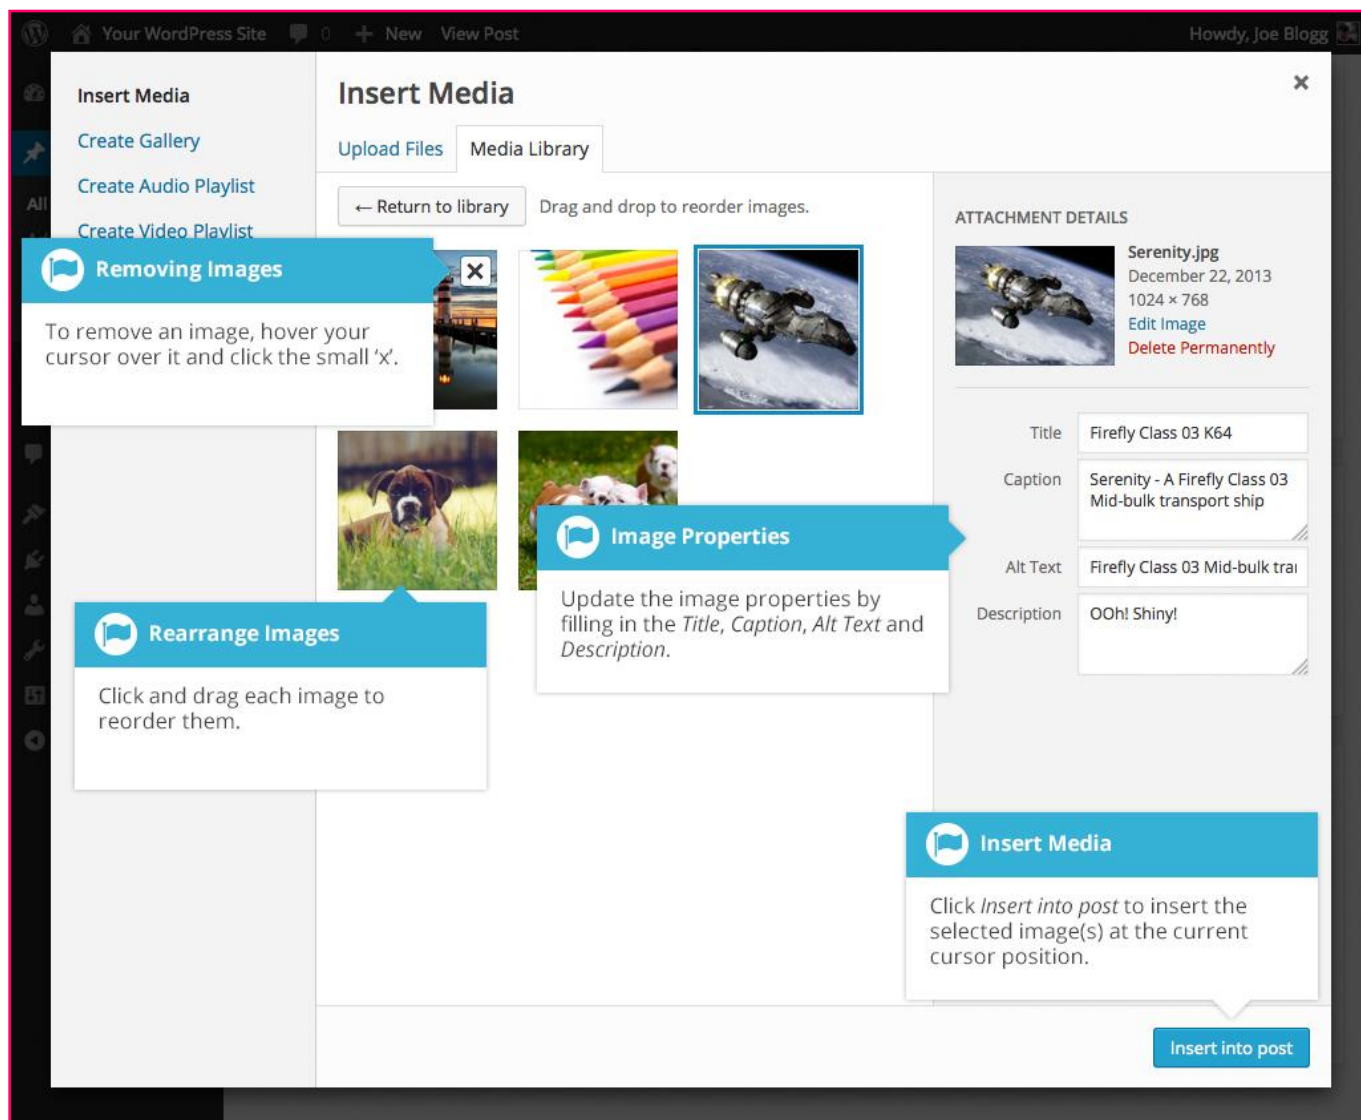 Your WordPress Site 0 + New View Post
Howdy, Joe Blogg
All
Insert Media
Create Gallery
Create Audio Playlist
Create Video Playlist
Insert Media
×
Upload Files
Media Library
← Return to library
Drag and drop to reorder images.
Removing Images
To remove an image, hover your
cursor over it and click the small ‘x’.
Rearrange Images
Click and drag each image to
reorder them.
Image Properties
Update the image properties by
filling in the Title, Caption, Alt Text and
Description.
ATTACHMENT DETAILS
Serenity.jpg
December 22, 2013
1024 × 768
Edit Image
Delete Permanently
Title
Firefly Class 03 K64
Caption
Serenity - A Firefly Class 03
Mid-bulk transport ship
Alt Text
Firefly Class 03 Mid-bulk tra
Description
OOh! Shiny!
Insert Media
Click Insert into post to insert the
selected image(s) at the current
cursor position.
Insert into post